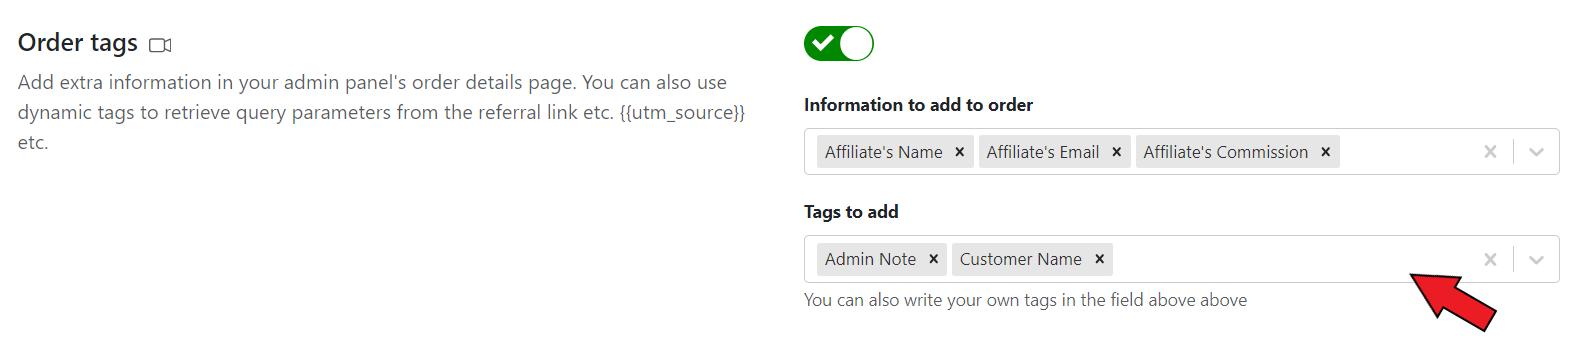 Order tags
Add extra information in your admin panel's order details page. You can also use
dynamic tags to retrieve query parameters from the referral link etc. {{utm_source}}
etc.
Information to add to order
Affiliate's Name × Affiliate's Email × Affiliate's Commission ×
Tags to add
Admin Note × Customer Name ×
You can also write your own tags in the field above above